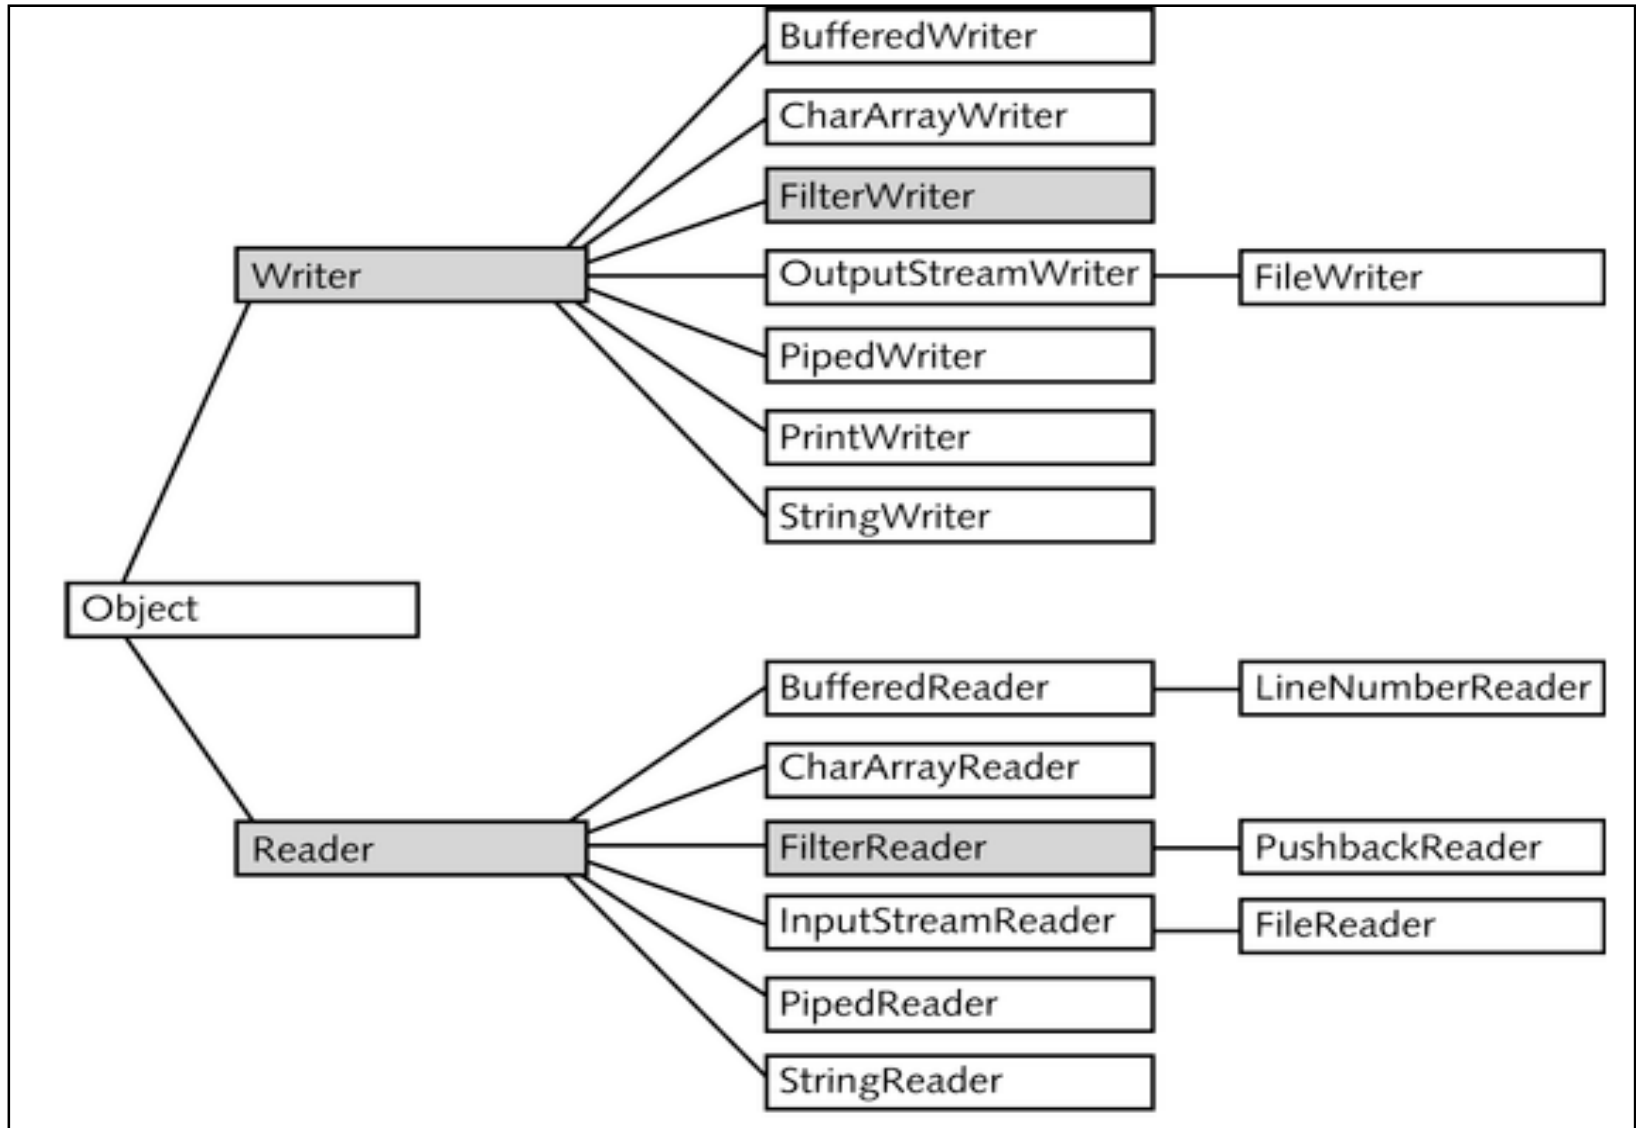 BufferedWriter
CharArrayWriter
FilterWriter
Writer
OutputStreamWriter
FileWriter
PipedWriter
PrintWriter
StringWriter
Object
BufferedReader
LineNumberReader
CharArrayReader
Reader
FilterReader
PushbackReader
InputStreamReader
FileReader
PipedReader
StringReader